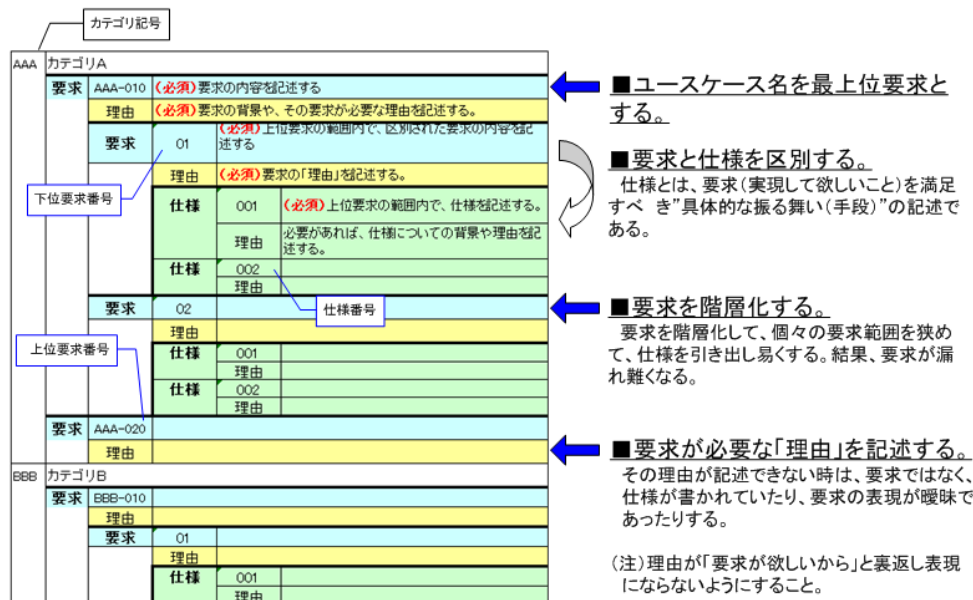 カテゴリ記号
AAA カテゴリA
要求 AAA-010 (必須)要求の内容を記述する
理由 (必須)要求の背景や、その要求が必要な理由を記述する。
要求 01 (必須)上位要求の範囲内で、区別された要求の内容を記
述する
理由 (必須)要求の「理由」を記述する。
下位要求番号
仕様 001 (必須)上位要求の範囲内で、仕様を記述する。
理由 必要があれば、仕様についての背景や理由を記
述する。
仕様 002
理由
要求 02
仕様番号
理由
上位要求番号
仕様 001
理由
仕様 002
理由
要求 AAA-020
理由
BBB カテゴリB
要求 BBB-010
理由
要求 01
理由
仕様 001
理由
■ユースケース名を最上位要求と
する。
■要求と仕様を区別する。
仕様とは、要求(実現して欲しいこと)を満足
すべ き”具体的な振る舞い(手段)”の記述で
ある。
■要求を階層化する。
要求を階層化して、個々の要求範囲を狭め
て、仕様を引き出し易くする。結果、要求が漏
れ難くなる。
■要求が必要な「理由」を記述する。
その理由が記述できない時は、要求ではなく、
仕様が書かれていたり、要求の表現が曖昧で
あったりする。
(注)理由が「要求が欲しいから」と裏返し表現
にならないようにすること。